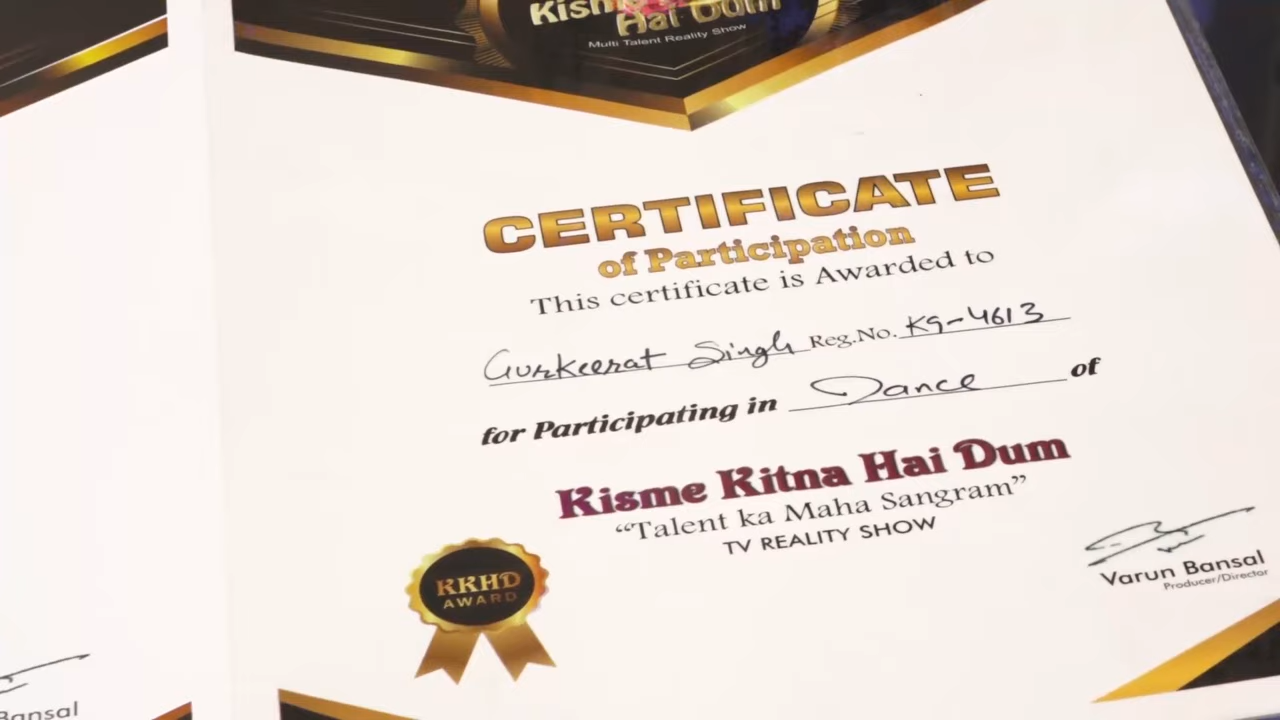 Hai Dum
Multi Talent Reality Show
CERTIFICATE
of Participation
This certificate is Awarded to
Gurkeerat Singh Reg.No. KG-4613
for Participating in Dance of
Kisme Kitna Hai Dum
“Talent ka Maha Sangram”
TV REALITY SHOW
KKHD
AWARD
Varun Bansal
Producer/Director
Bansal